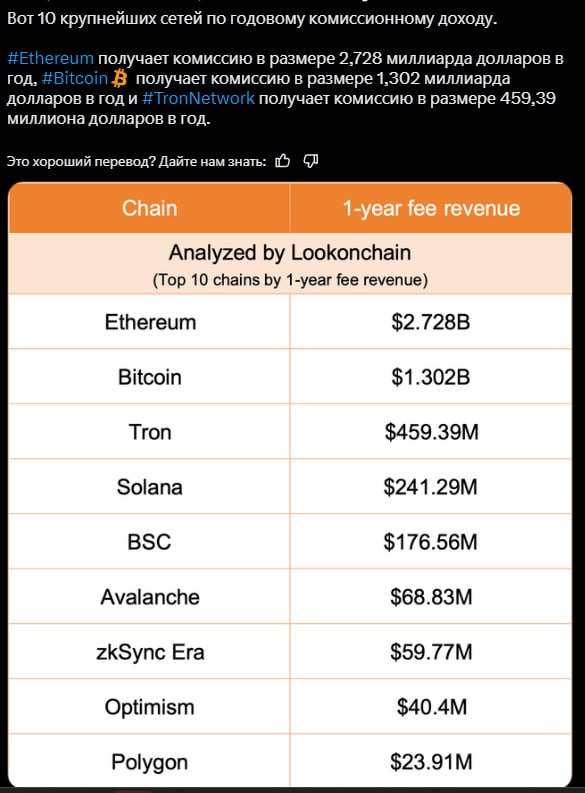 Вот 10 крупнейших сетей по годовому комиссионному доходу.
#Ethereum получает комиссию в размере 2,728 миллиарда долларов в
год, #Bitcoin получает комиссию в размере 1,302 миллиарда
долларов в год и #TronNetwork получает комиссию в размере 459,39
миллиона долларов в год.
Это хороший перевод? Дайте нам знать:
Chain 1-year fee revenue
Analyzed by Lookonchain
(Top 10 chains by 1-year fee revenue)
Ethereum $2.728B
Bitcoin $1.302B
Tron $459.39M
Solana $241.29M
BSC $176.56M
Avalanche $68.83M
zkSync Era $59.77M
Optimism $40.4M
Polygon $23.91M